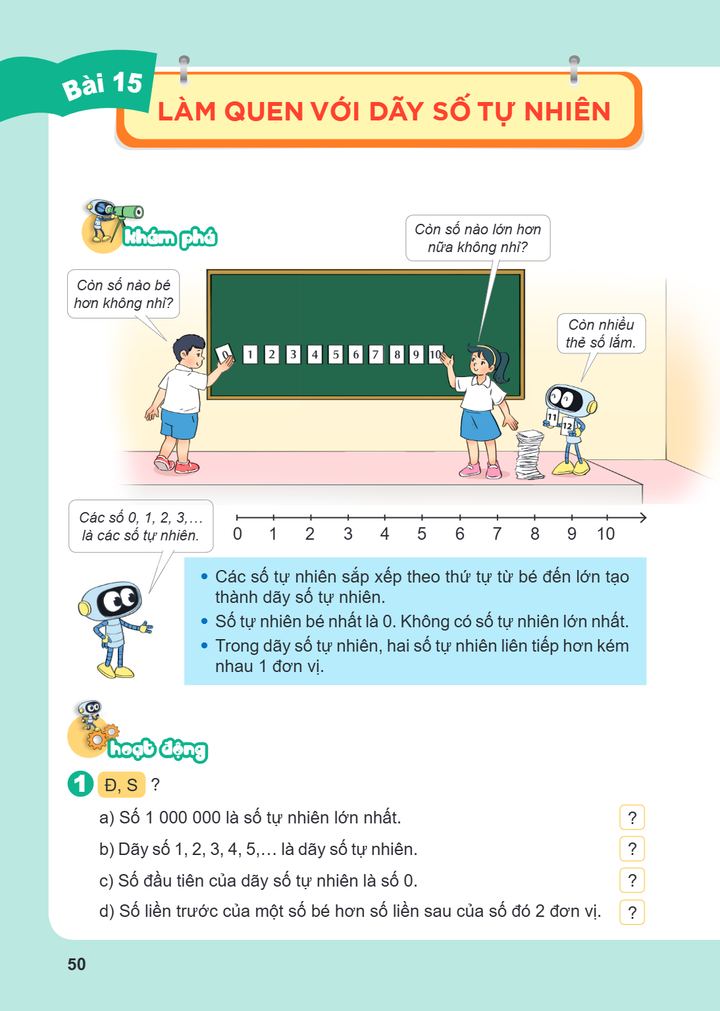 Bài 15
LÀM QUEN VỚI DÃY SỐ TỰ NHIÊN
khám phá
Còn số nào lớn hơn
nữa không nhỉ?
Còn số nào bé
hơn không nhỉ?
Còn nhiều
thẻ số lắm.
0 1 2 3 4 5 6 7 8 9 10
11 12
Các số 0, 1, 2, 3,...
là các số tự nhiên.
0 1 2 3 4 5 6 7 8 9 10
• Các số tự nhiên sắp xếp theo thứ tự từ bé đến lớn tạo
thành dãy số tự nhiên.
• Số tự nhiên bé nhất là 0. Không có số tự nhiên lớn nhất.
• Trong dãy số tự nhiên, hai số tự nhiên liên tiếp hơn kém
nhau 1 đơn vị.
hoạt động
1 Đ, S ?
a) Số 1 000 000 là số tự nhiên lớn nhất. ?
b) Dãy số 1, 2, 3, 4, 5,... là dãy số tự nhiên. ?
c) Số đầu tiên của dãy số tự nhiên là số 0. ?
d) Số liền trước của một số bé hơn số liền sau của số đó 2 đơn vị. ?
50